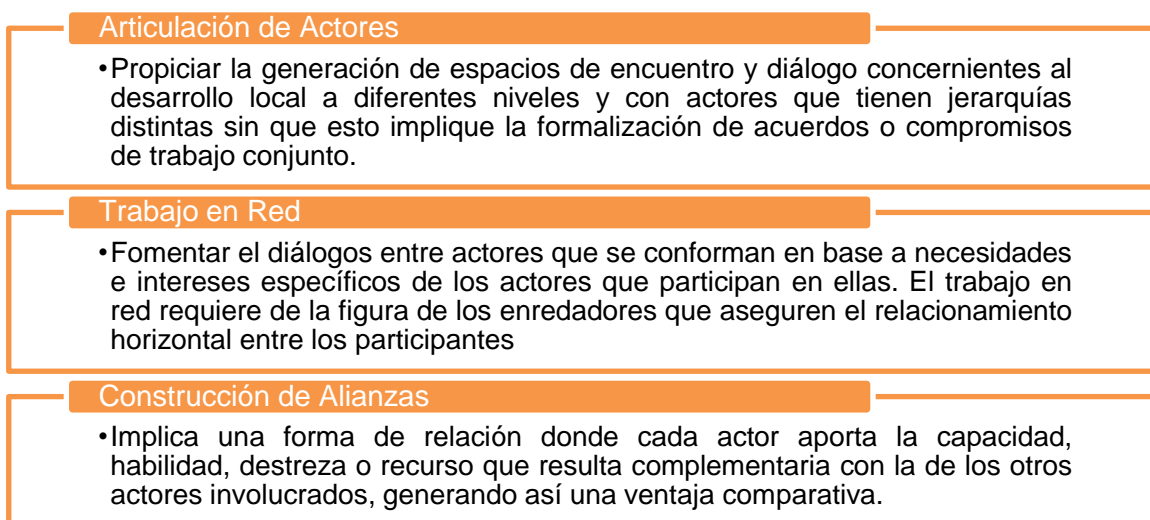 Articulación de Actores
•Propiciar la generación de espacios de encuentro y diálogo concernientes al
desarrollo local a diferentes niveles y con actores que tienen jerarquías
distintas sin que esto implique la formalización de acuerdos o compromisos
de trabajo conjunto.
Trabajo en Red
•Fomentar el diálogos entre actores que se conforman en base a necesidades
e intereses específicos de los actores que participan en ellas. El trabajo en
red requiere de la figura de los enredadores que aseguren el relacionamiento
horizontal entre los participantes
Construcción de Alianzas
•Implica una forma de relación donde cada actor aporta la capacidad,
habilidad, destreza o recurso que resulta complementaria con la de los otros
actores involucrados, generando así una ventaja comparativa.